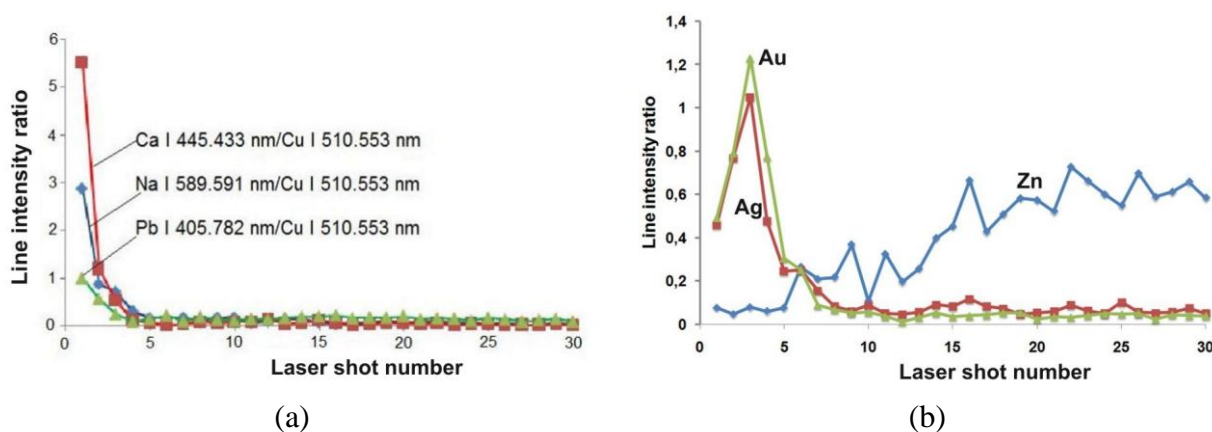 Line intensity ratio
6
5
4
3
2
1
0
Ca I 445.433 nm/Cu I 510.553 nm
Na I 589.591 nm/Cu I 510.553 nm
Pb I 405.782 nm/Cu I 510.553 nm
0 5 10 15 20 25 30
Laser shot number
(a)
Line intensity ratio
1,4
1,2
1
0,8
0,6
0,4
0,2
0
Au
Ag
Zn
0 5 10 15 20 25 30
Laser shot number
(b)